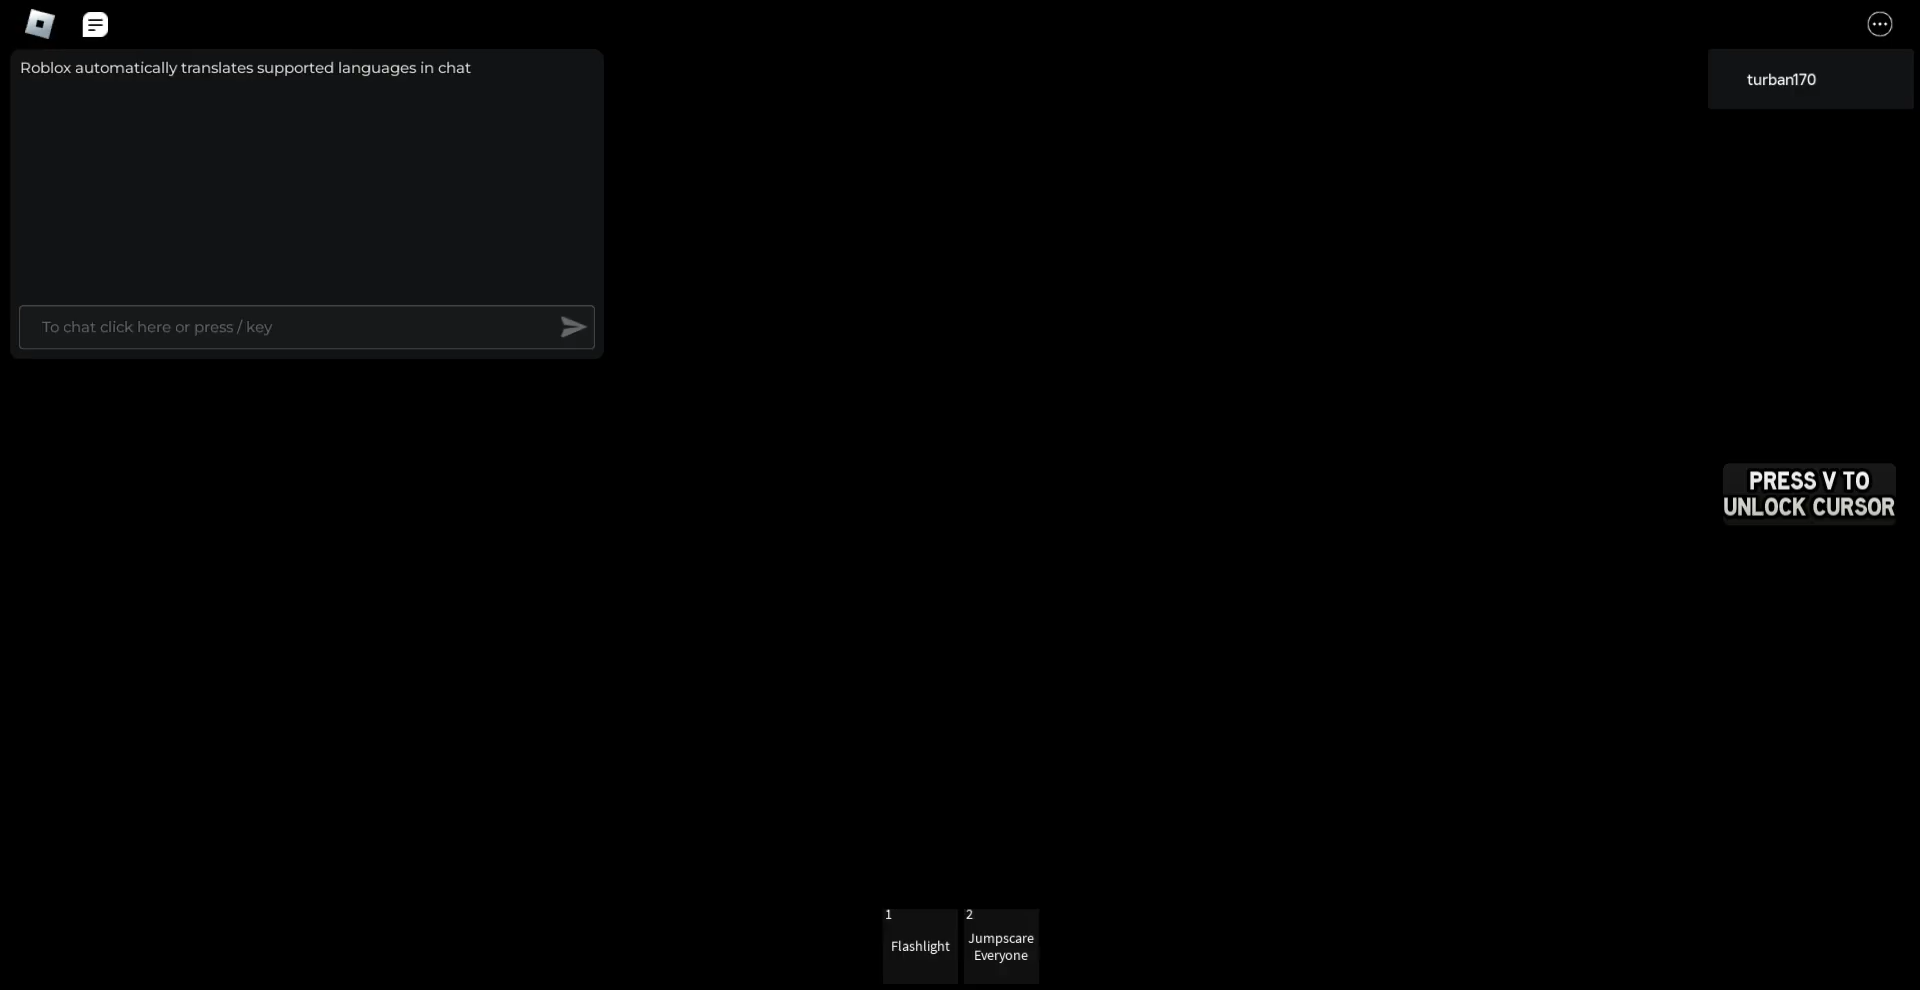 Roblox automatically translates supported languages in chat
turban170
To chat click here or press / key
PRESS V TO
UNLOCK CURSOR
1
Flashlight
2
Jumpscare
Everyone